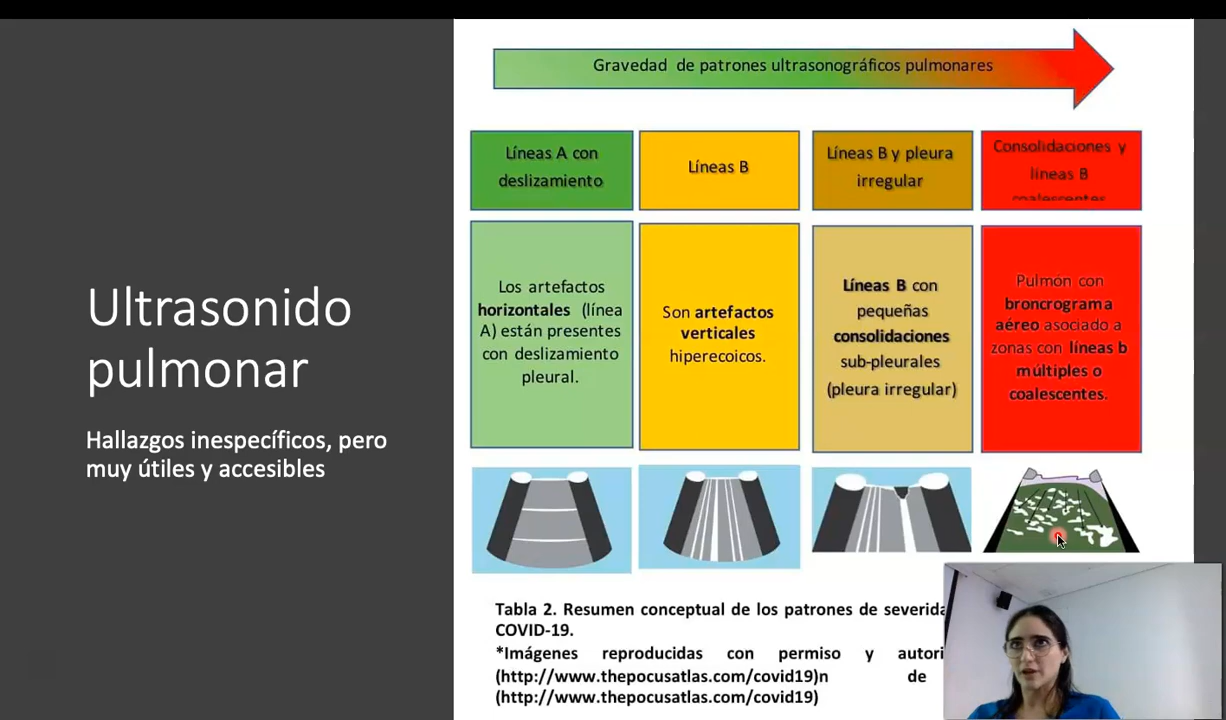 Ultrasonido
pulmonar
Hallazgos inespecíficos, pero
muy útiles y accesibles
Gravedad de patrones ultrasonográficos pulmonares
Líneas A con
deslizamiento
Líneas B
Líneas B y pleura
irregular
Consolidaciones y
líneas B
coalescentes
Los artefactos
horizontales (línea
A) están presentes
con deslizamiento
pleural.
Son artefactos
verticales
hiperecoicos.
Líneas B con
pequeñas
consolidaciones
sub-pleurales
(pleura irregular)
Pulmón con
broncrograma
aéreo asociado a
zonas con líneas b
múltiples o
coalescentes.
Tabla 2. Resumen conceptual de los patrones de severida
COVID-19.
*Imágenes reproducidas con permiso y autori
(http://www.thepocusatlas.com/covid19)n de
(http://www.thepocusatlas.com/covid19)